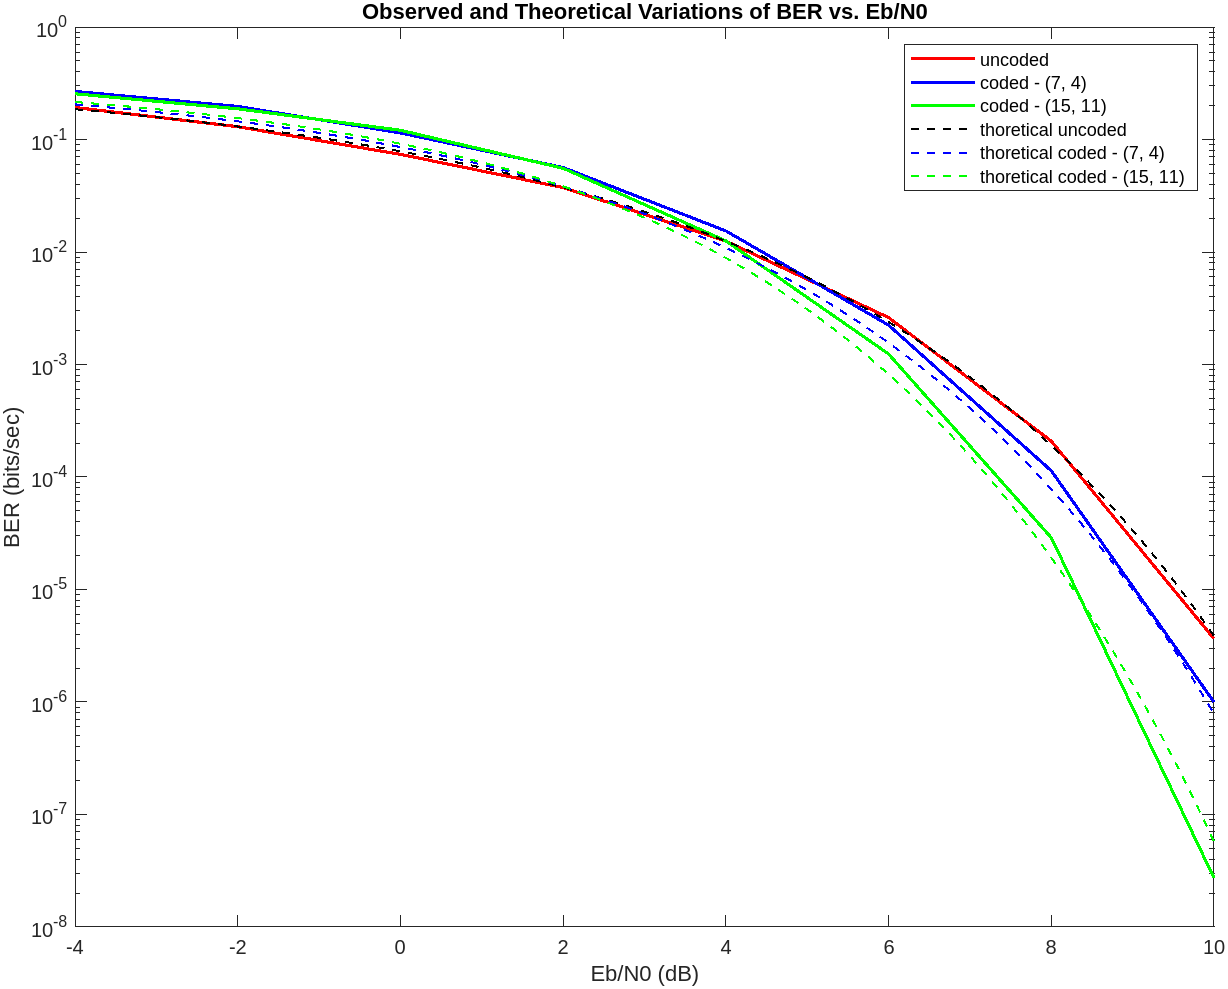 Observed and Theoretical Variations of BER vs. Eb/N0
uncoded
coded - (7, 4)
coded - (15, 11)
thoretical uncoded
thoretical coded - (7, 4)
thoretical coded - (15, 11)
10^0
10^-1
10^-2
10^-3
10^-4
10^-5
10^-6
10^-7
10^-8
BER (bits/sec)
-4 -2 0 2 4 6 8 10
Eb/N0 (dB)